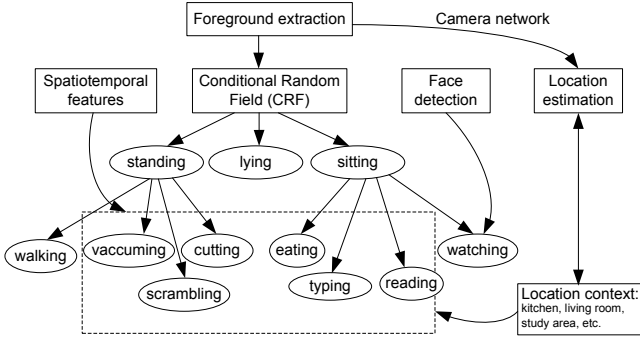 Foreground extraction
Camera network
Spatiotemporal
features
Conditional Random
Field (CRF)
Face
detection
Location
estimation
standing
lying
sitting
walking
vaccuming
cutting
eating
watching
scrambling
typing
reading
Location context:
kitchen, living room,
study area, etc.